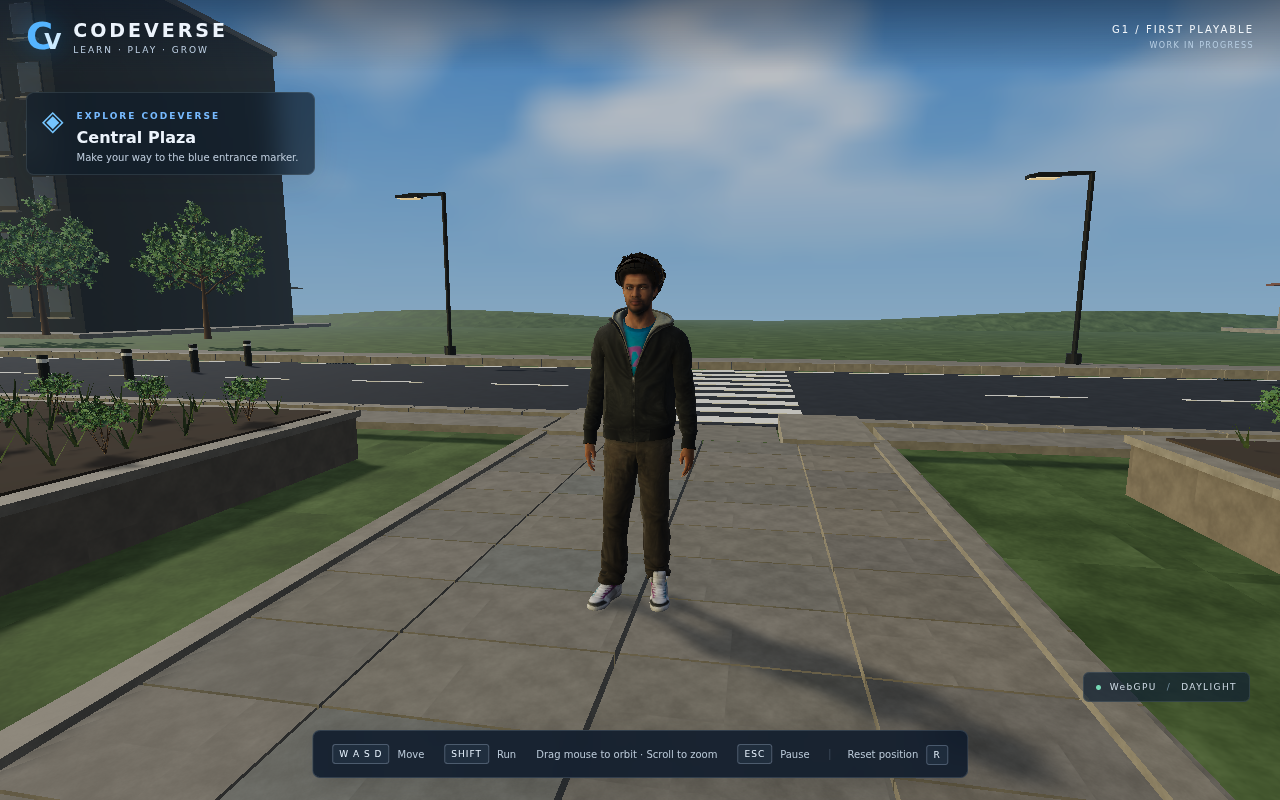 CV CODEVERSE
LEARN · PLAY · GROW
G1 / FIRST PLAYABLE
WORK IN PROGRESS
EXPLORE CODEVERSE
Central Plaza
Make your way to the blue entrance marker.
WebGPU / DAYLIGHT
W A S D Move SHIFT Run Drag mouse to orbit · Scroll to zoom ESC Pause Reset position R